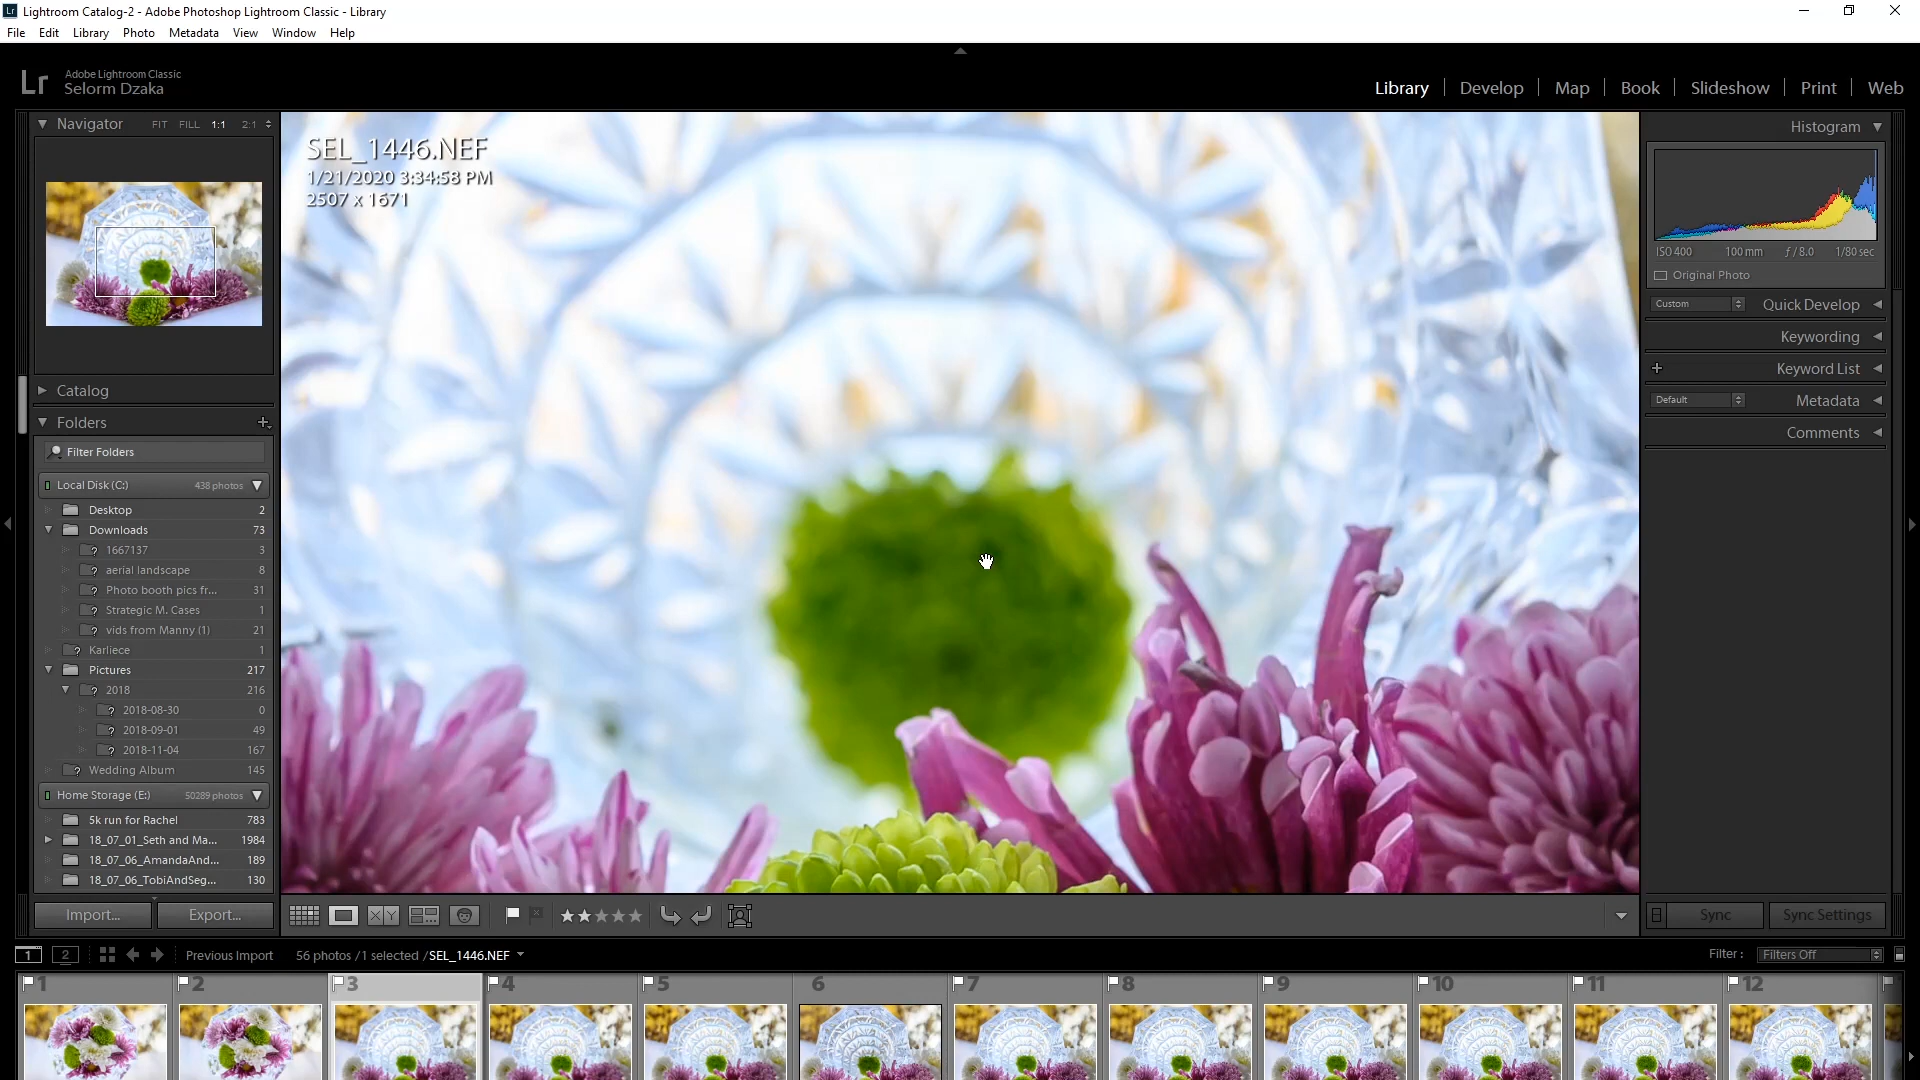 Lr Lightroom Catalog-2 - Adobe Photoshop Lightroom Classic - Library
File Edit Library Photo Metadata View Window Help
Lr Adobe Lightroom Classic
Selorm Dzaka
Library Develop Map Book Slideshow Print Web
Navigator FIT FILL 1:1 2:1
SEL_1446.NEF
1/21/2020 3:34:58 PM
2507 x 1671
Histogram
ISO 400 100 mm ƒ / 8.0 1/80 sec
Original Photo
Custom Quick Develop
Keywording
Keyword List
Default Metadata
Comments
Catalog
Folders
Filter Folders
Local Disk (C:) 438 photos
Desktop 2
Downloads 73
1667137 3
aerial landscape 8
Photo booth pics fr... 31
Strategic M. Cases 1
vids from Manny (1) 21
Karliece 1
Pictures 217
2018 216
2018-08-30 0
2018-09-01 49
2018-11-04 167
Wedding Album 145
Home Storage (E:) 50289 photos
5k run for Rachel 783
18_07_01_Seth and Ma... 1984
18_07_06_AmandaAnd... 189
18_07_06_TobiAndSeg... 130
Import... Export...
XY
Sync Sync Settings
1 2 Previous Import 56 photos / 1 selected / SEL_1446.NEF
Filter : Filters Off
1 2 3 4 5 6 7 8 9 10 11 12